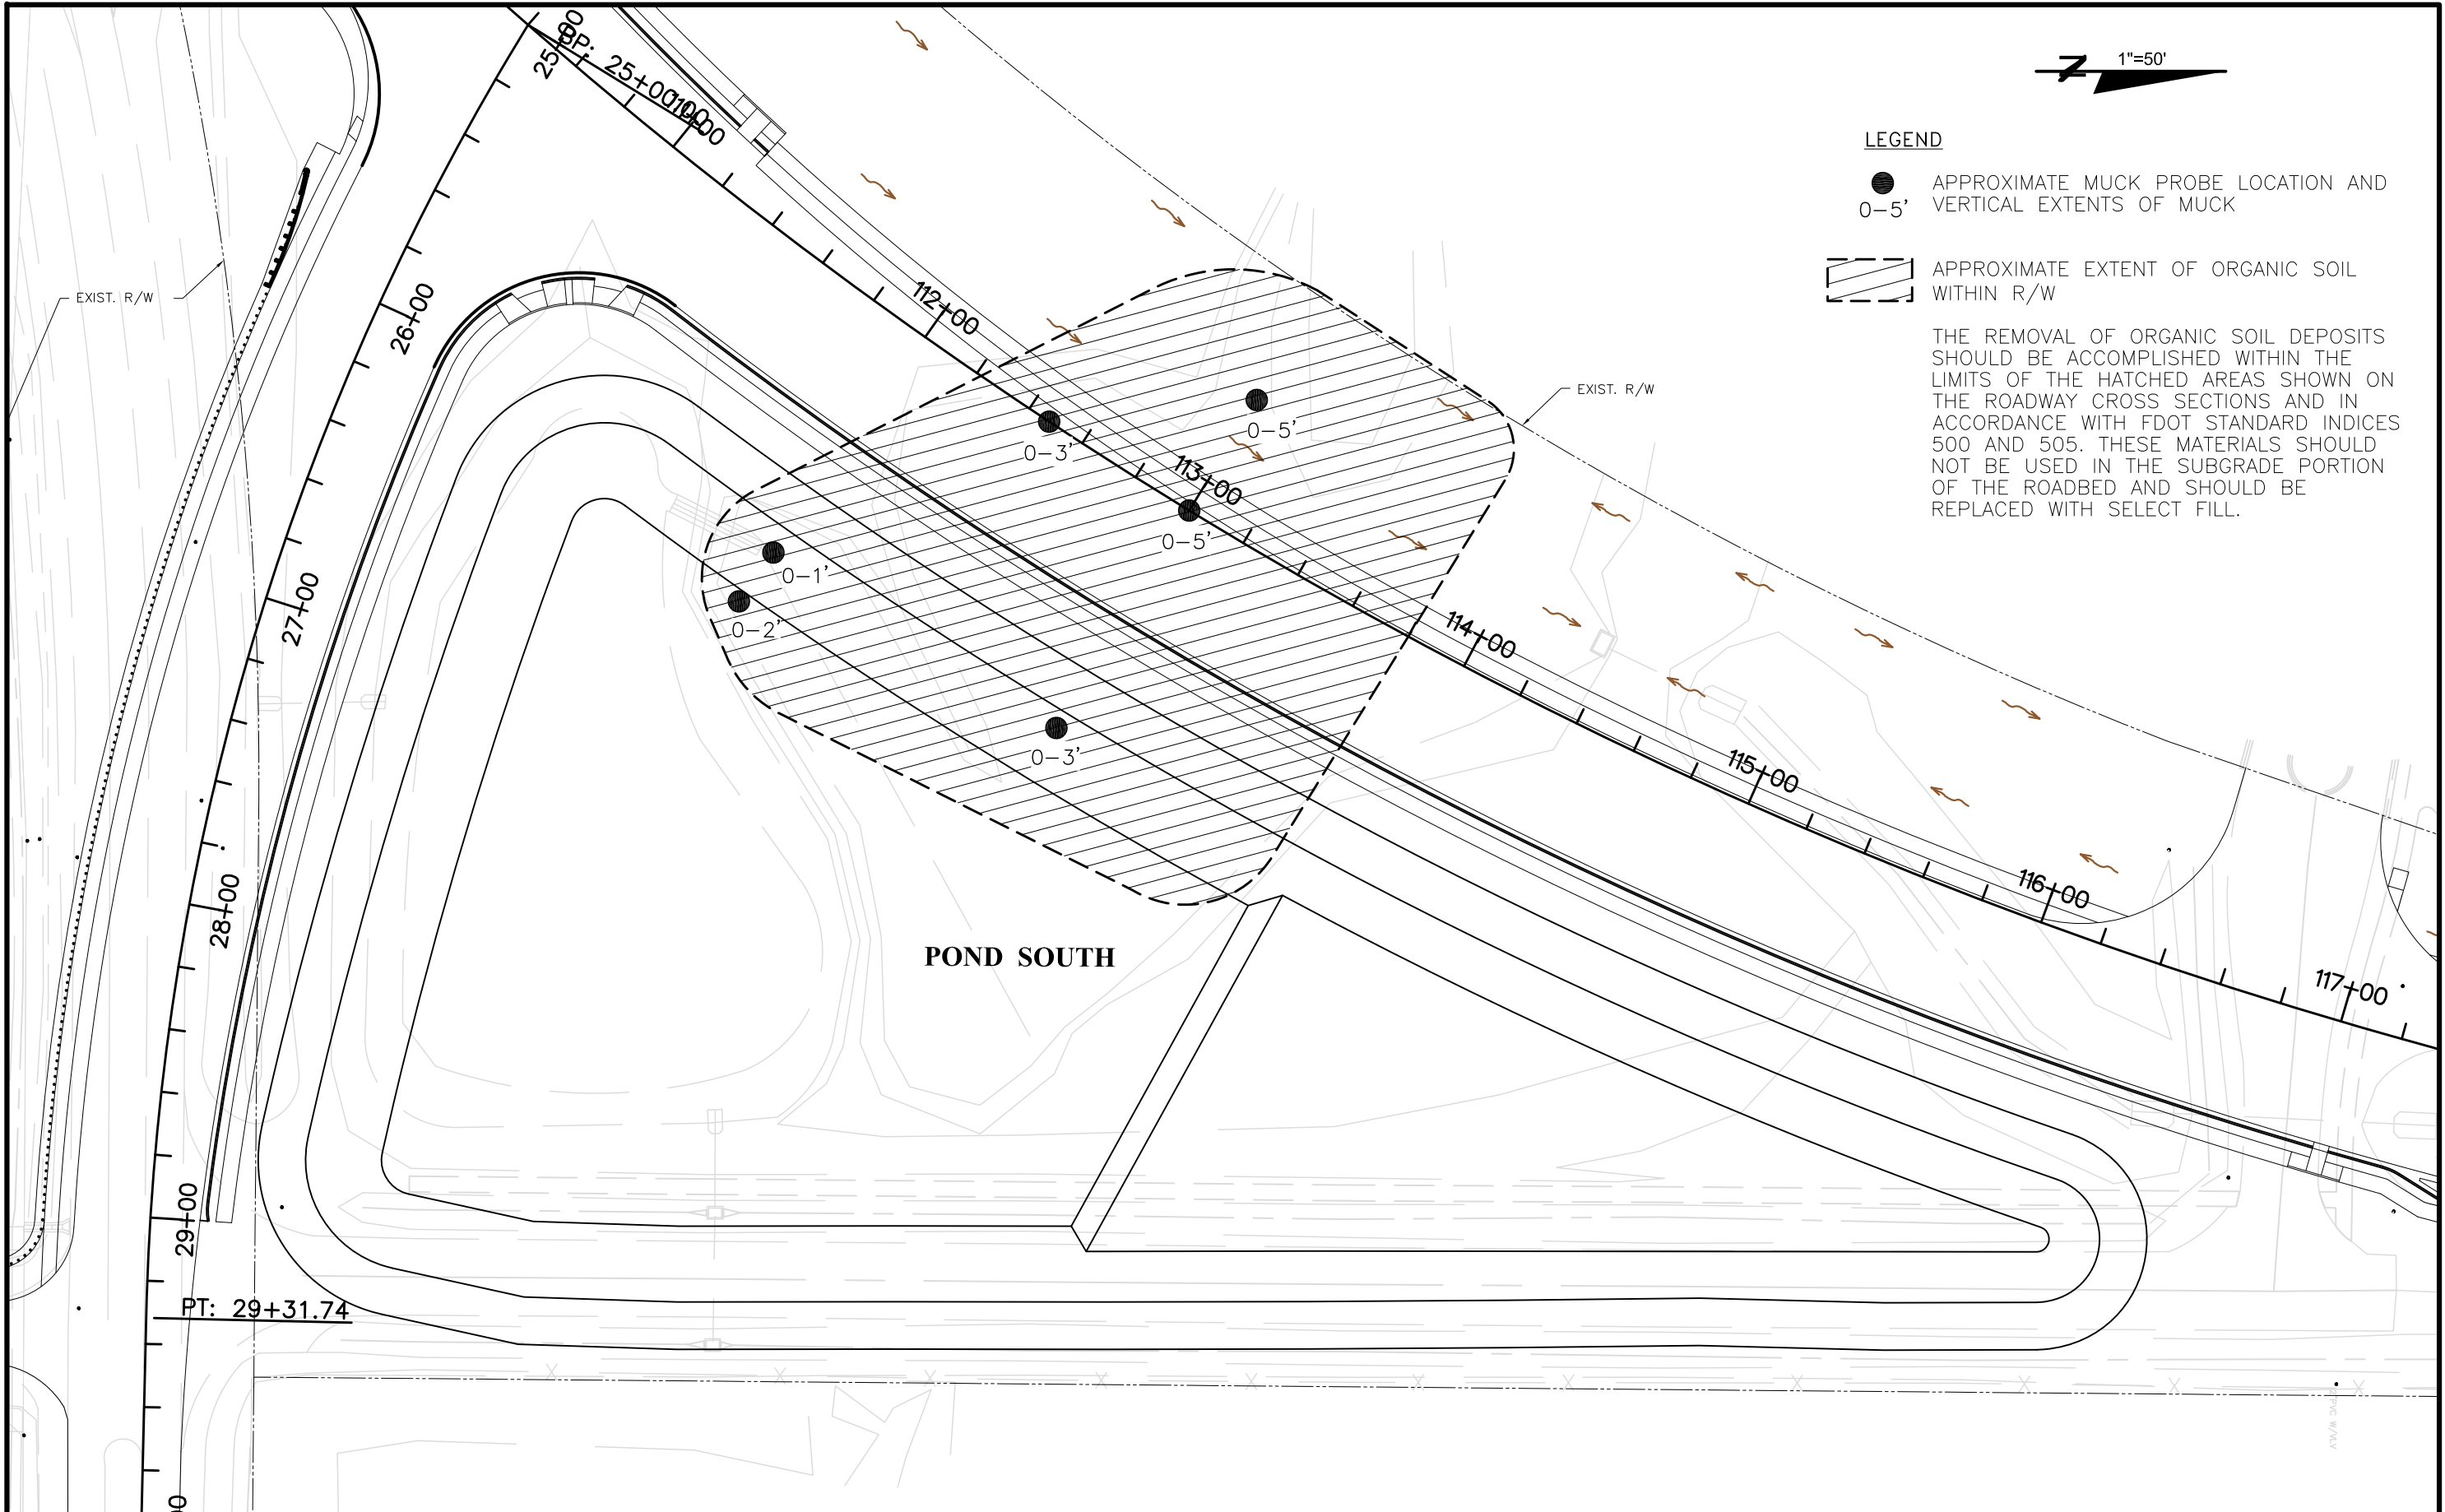 1"=50'
N
LEGEND
0-5'
APPROXIMATE MUCK PROBE LOCATION AND
VERTICAL EXTENTS OF MUCK
APPROXIMATE EXTENT OF ORGANIC SOIL
WITHIN R/W
THE REMOVAL OF ORGANIC SOIL DEPOSITS
SHOULD BE ACCOMPLISHED WITHIN THE
LIMITS OF THE HATCHED AREAS SHOWN ON
THE ROADWAY CROSS SECTIONS AND IN
ACCORDANCE WITH FDOT STANDARD INDICES
500 AND 505. THESE MATERIALS SHOULD
NOT BE USED IN THE SUBGRADE PORTION
OF THE ROADBED AND SHOULD BE
REPLACED WITH SELECT FILL.
BP: 25+00.00
EXIST. R/W
26+00
27+00
28+00
29+00
PT: 29+31.74
112+00
113+00
114+00
115+00
116+00
117+00
EXIST. R/W
0-3'
0-5'
0-5'
0-1'
0-2'
0-3'
POND SOUTH